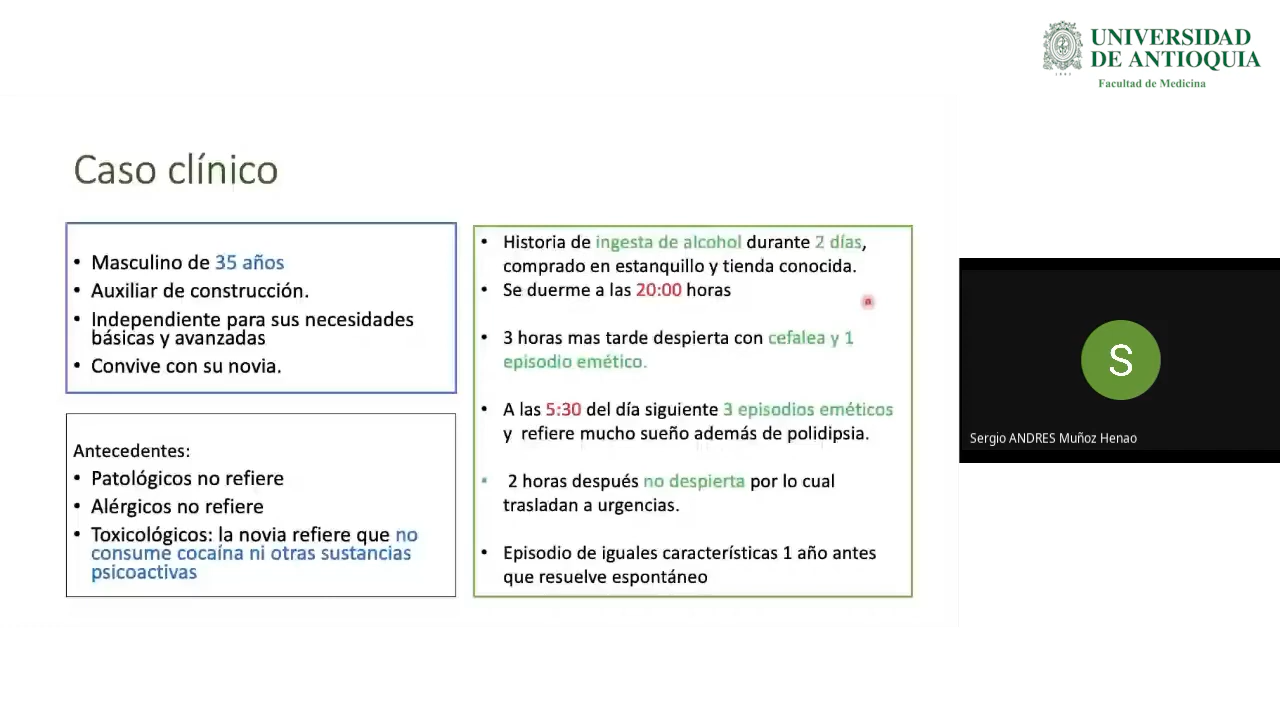 UNIVERSIDAD
DE ANTIOQUIA
1803
Facultad de Medicina
Caso clínico
• Masculino de 35 años
• Auxiliar de construcción.
• Independiente para sus necesidades
básicas y avanzadas
• Convive con su novia.
Antecedentes:
• Patológicos no refiere
• Alérgicos no refiere
• Toxicológicos: la novia refiere que no
consume cocaína ni otras sustancias
psicoactivas
• Historia de ingesta de alcohol durante 2 días,
comprado en estanquillo y tienda conocida.
• Se duerme a las 20:00 horas
• 3 horas mas tarde despierta con cefalea y 1
episodio emético.
• A las 5:30 del día siguiente 3 episodios eméticos
y refiere mucho sueño además de polidipsia.
• 2 horas después no despierta por lo cual
trasladan a urgencias.
• Episodio de iguales características 1 año antes
que resuelve espontáneo
S
Sergio ANDRES Muñoz Henao